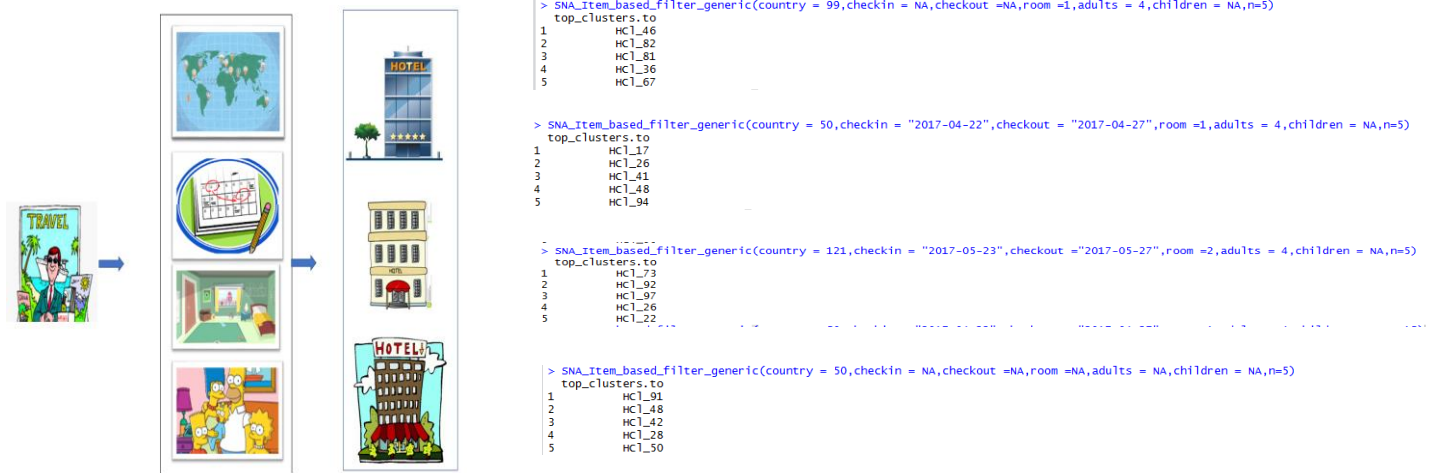 TRAVEL
HOTEL
HOTEL
HOTEL
> SNA_Item_based_filter_generic(country = 99,checkin = NA,checkout =NA,room =1,adults = 4,children = NA,n=5)
top_clusters.to
1 HCl_46
2 HCl_82
3 HCl_81
4 HCl_36
5 HCl_67
> SNA_Item_based_filter_generic(country = 50,checkin = "2017-04-22",checkout = "2017-04-27",room =1,adults = 4,children = NA,n=5)
top_clusters.to
1 HCl_17
2 HCl_26
3 HCl_41
4 HCl_48
5 HCl_94
> SNA_Item_based_filter_generic(country = 121,checkin = "2017-05-23",checkout ="2017-05-27",room =2,adults = 4,children = NA,n=5)
top_clusters.to
1 HCl_73
2 HCl_92
3 HCl_97
4 HCl_26
5 HCl_22
> SNA_Item_based_filter_generic(country = 50,checkin = NA,checkout =NA,room =NA,adults = NA,children = NA,n=5)
top_clusters.to
1 HCl_91
2 HCl_48
3 HCl_42
4 HCl_28
5 HCl_50